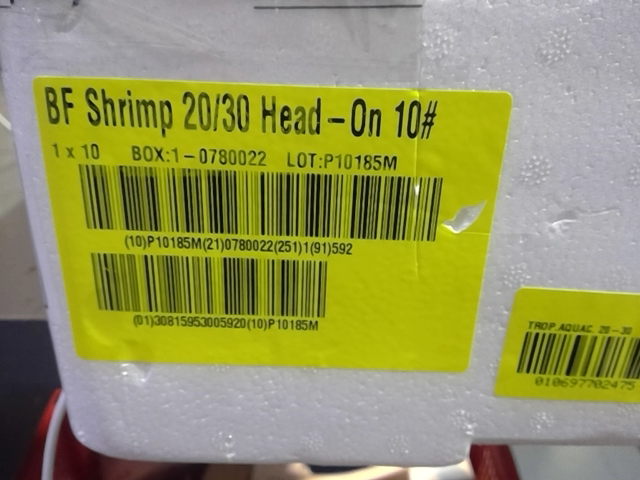 BF Shrimp 20/30 Head-On 10#
1 x 10 BOX:1-0780022 LOT:P10185M
(10)P10185M(21)0780022(251)1(91)592
(01)30815953005920(10)P10185M
TROP.AQUAC. 20-30
010697702475